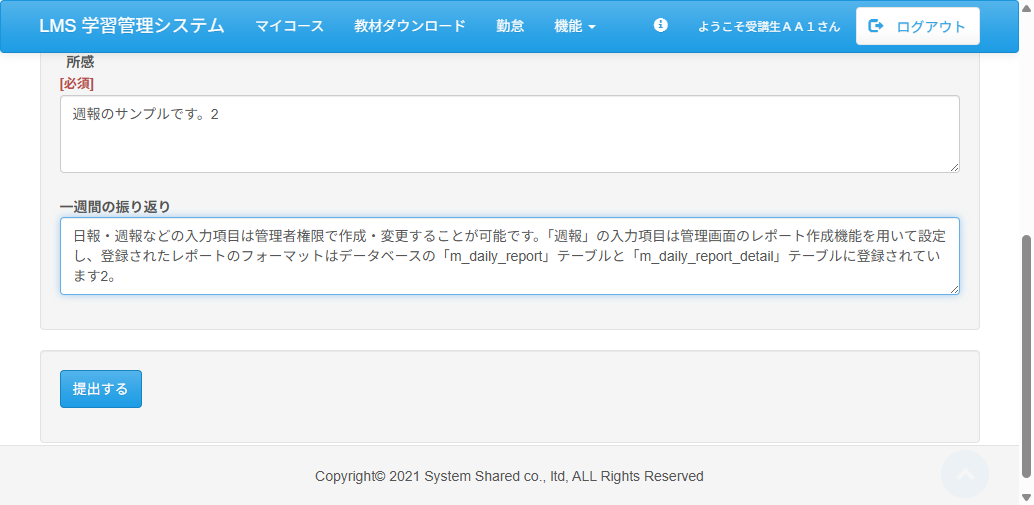 LMS 学習管理システム マイコース 教材ダウンロード 勤怠 機能 ようこそ受講生ＡＡ１さん ログアウト
所感
[必須]
週報のサンプルです。2
一週間の振り返り
日報・週報などの入力項目は管理者権限で作成・変更することが可能です。「週報」の入力項目は管理画面のレポート作成機能を用いて設定
し、登録されたレポートのフォーマットはデータベースの「m_daily_report」テーブルと「m_daily_report_detail」テーブルに登録されてい
ます2。
提出する
Copyright© 2021 System Shared co., ltd, ALL Rights Reserved